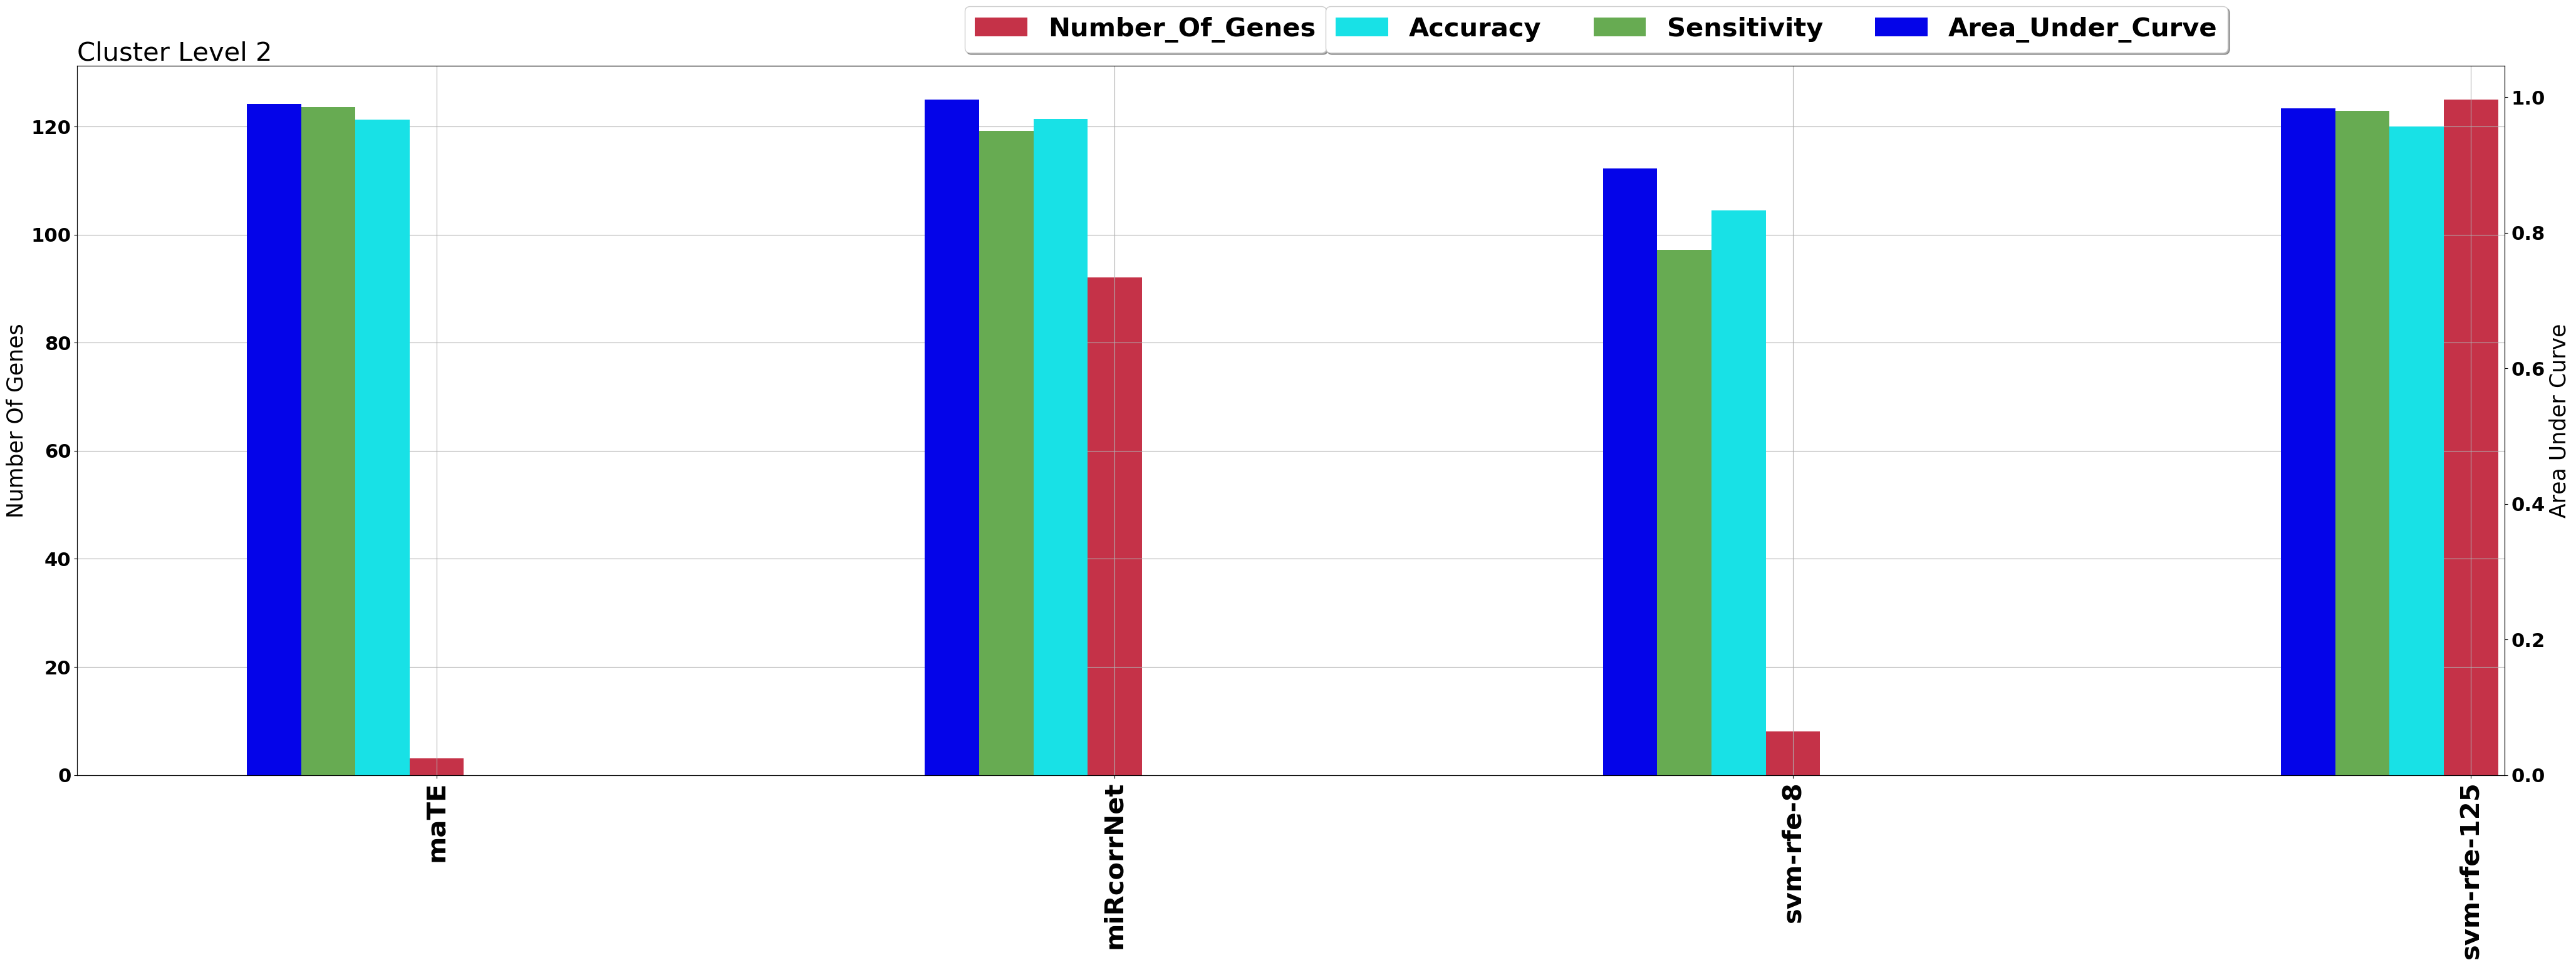 Number_Of_Genes Accuracy Sensitivity Area_Under_Curve
Cluster Level 2
Number Of Genes
120
100
80
60
40
20
0
1.0
0.8
0.6
0.4
0.2
0.0
Area Under Curve
maTE
miRcorrNet
svm-rfe-8
svm-rfe-125